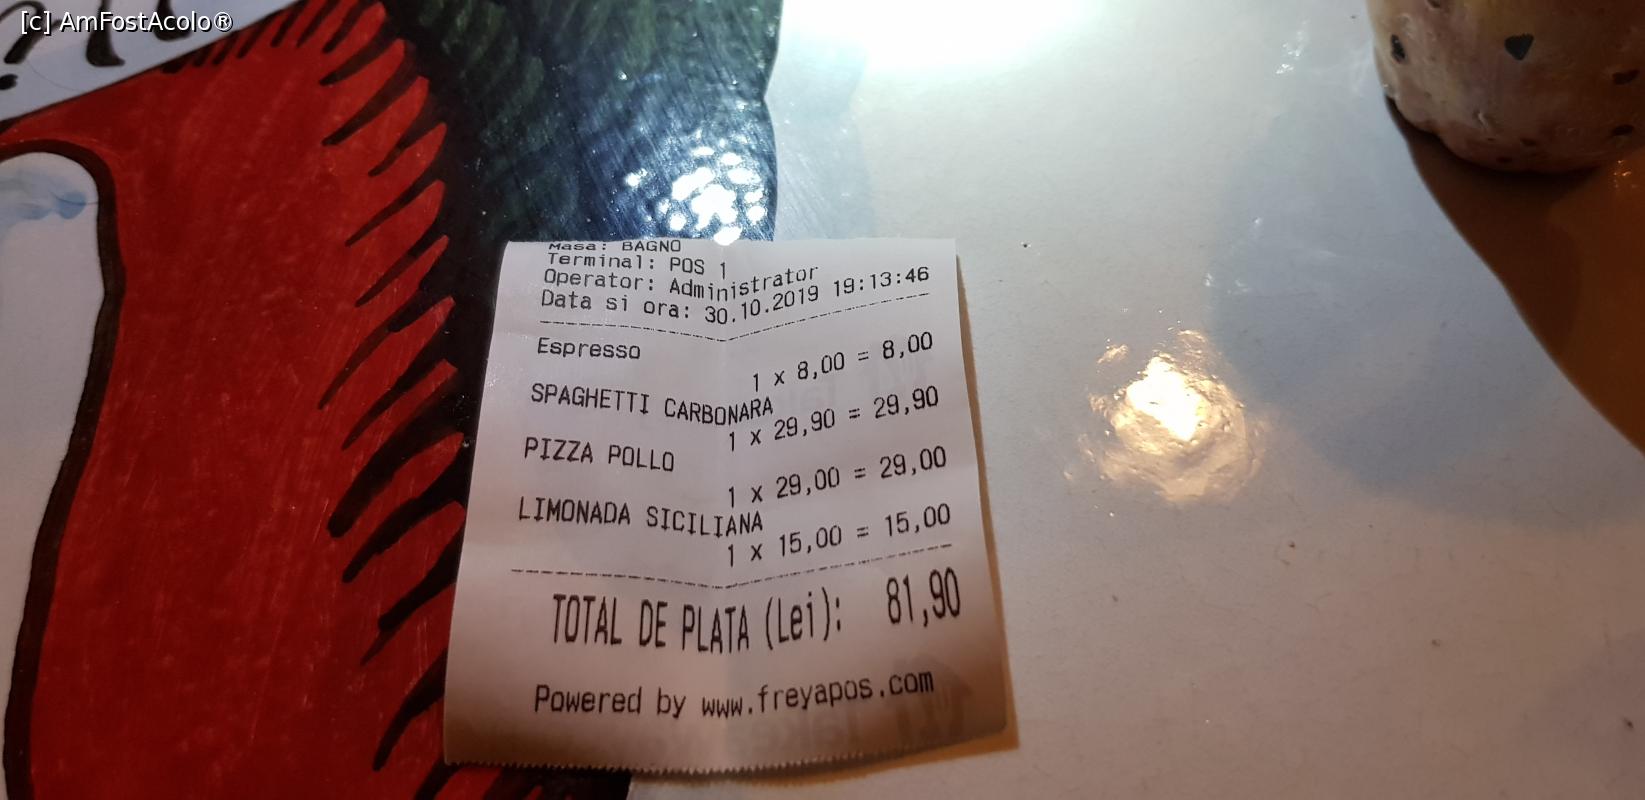 [c] AmFostAcolo®
Masa: BAGNO
Terminal: POS 1
Operator: Administrator
Data si ora: 30.10.2019 19:13:46
Espresso
1 x 8,00 = 8,00
SPAGHETTI CARBONARA
1 x 29,90 = 29,90
PIZZA POLLO
1 x 29,00 = 29,00
LIMONADA SICILIANA
1 x 15,00 = 15,00
TOTAL DE PLATA (Lei): 81,90
Powered by www.freyapos.com